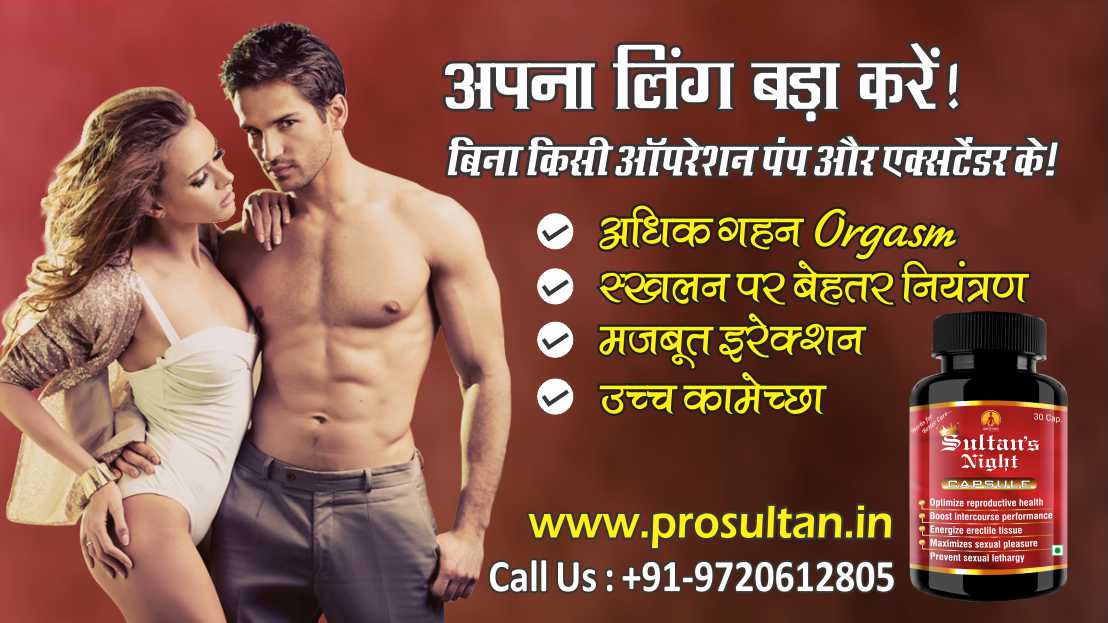 अपना लिंग बड़ा करें!
बिना किसी ऑपरेशन पंप और एक्सटेंडर के!
अधिक गहन Orgasm
स्खलन पर बेहतर नियंत्रण
मजबूत इरेक्शन
उच्च कामेच्छा
30 Cap.
Sultan's
Night
CAPSULE
Optimize reproductive health
Boost intercourse performance
Energize erectile tissue
Maximizes sexual pleasure
Prevent sexual lethargy
www.prosultan.in
Call Us : +91-9720612805